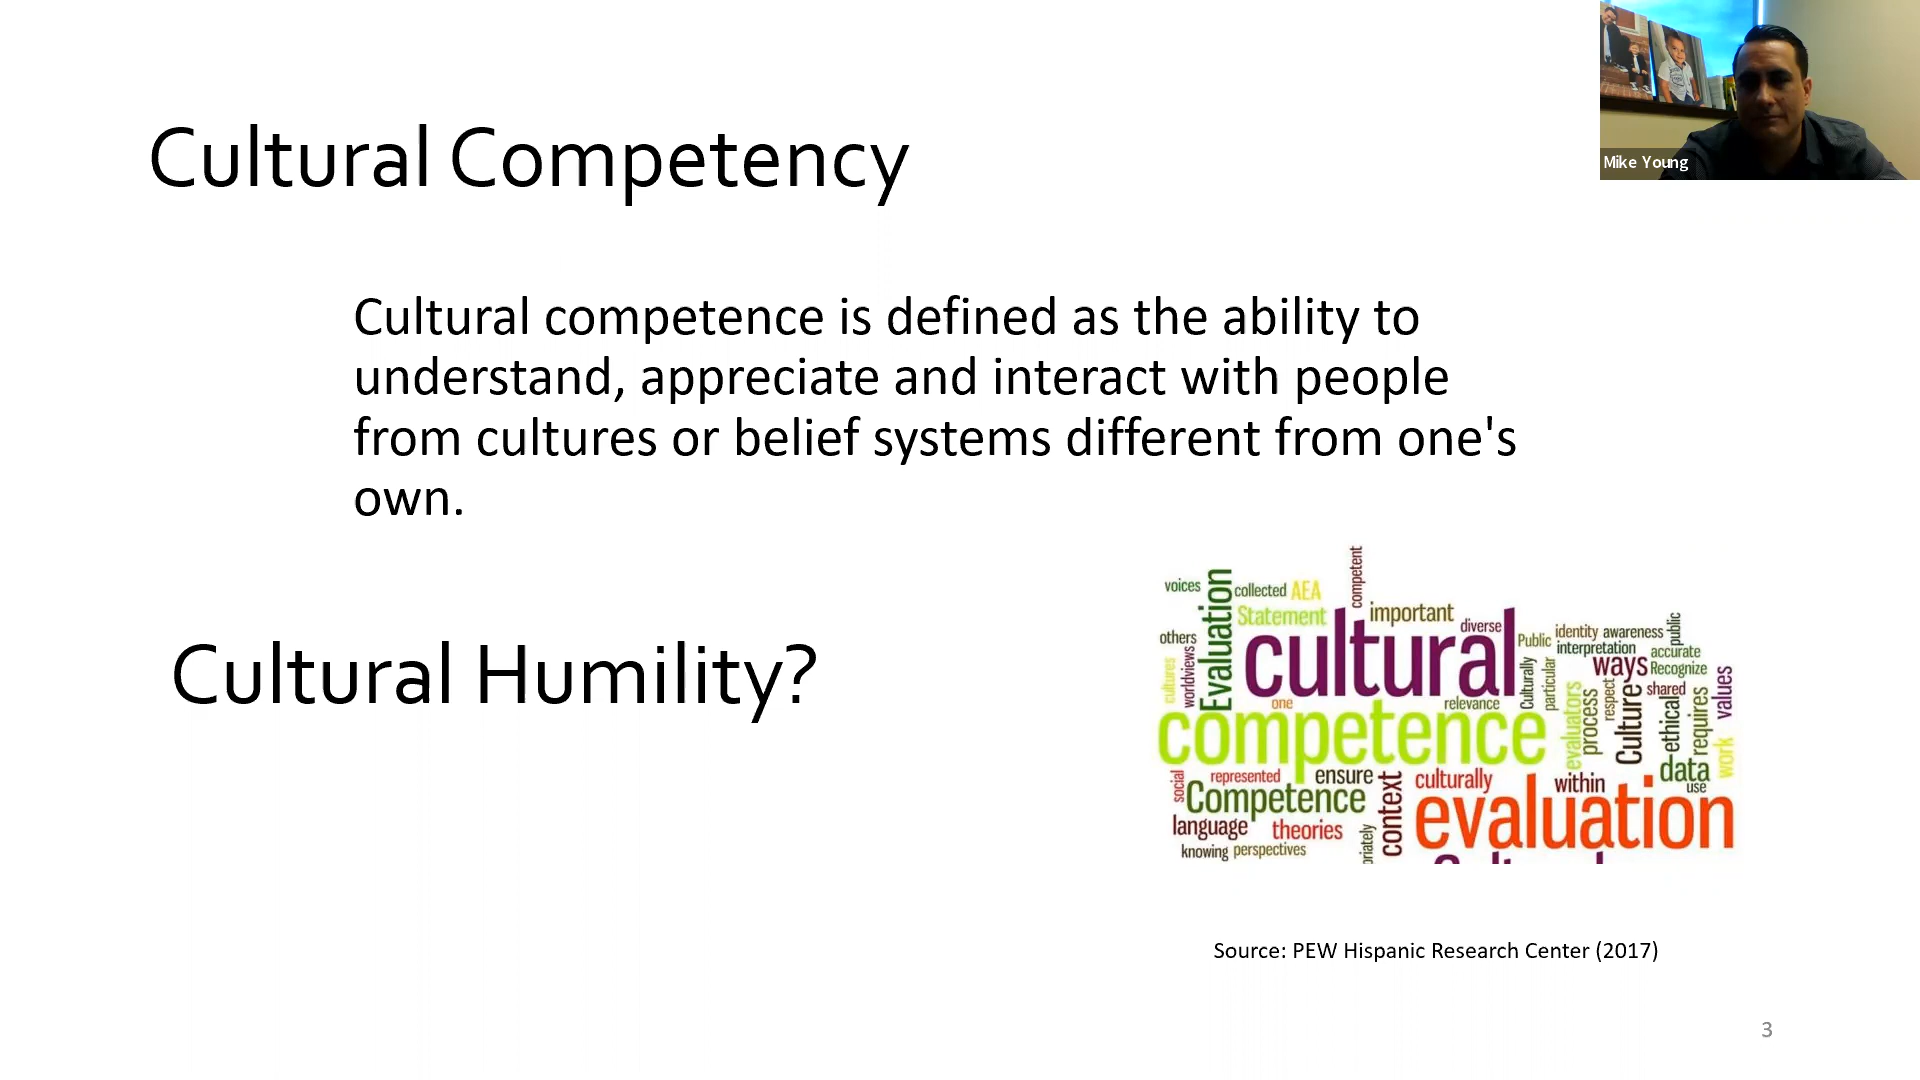 Mike Young
Cultural Competency
Cultural competence is defined as the ability to
understand, appreciate and interact with people
from cultures or belief systems different from one's
own.
Cultural Humility?
competent
voices
Evaluation
collected
AEA
Statement
important
others
cultural
diverse
Public
identity
awareness
public
interpretation
accurate
cultures
worldviews
ways
Recognize
Culturally
particular
one
relevance
evaluators
process
respect
Culture
shared
ethical
requires
values
competence
work
social
represented
ensure
context
culturally
within
data
use
Competence
evaluation
language
theories
knowing
perspectives
Source: PEW Hispanic Research Center (2017)
3